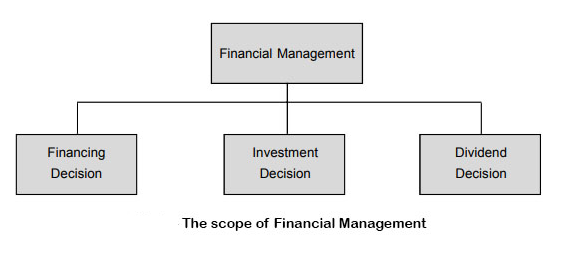 Financial Management
Financing
Decision
Investment
Decision
Dividend
Decision
The scope of Financial Management